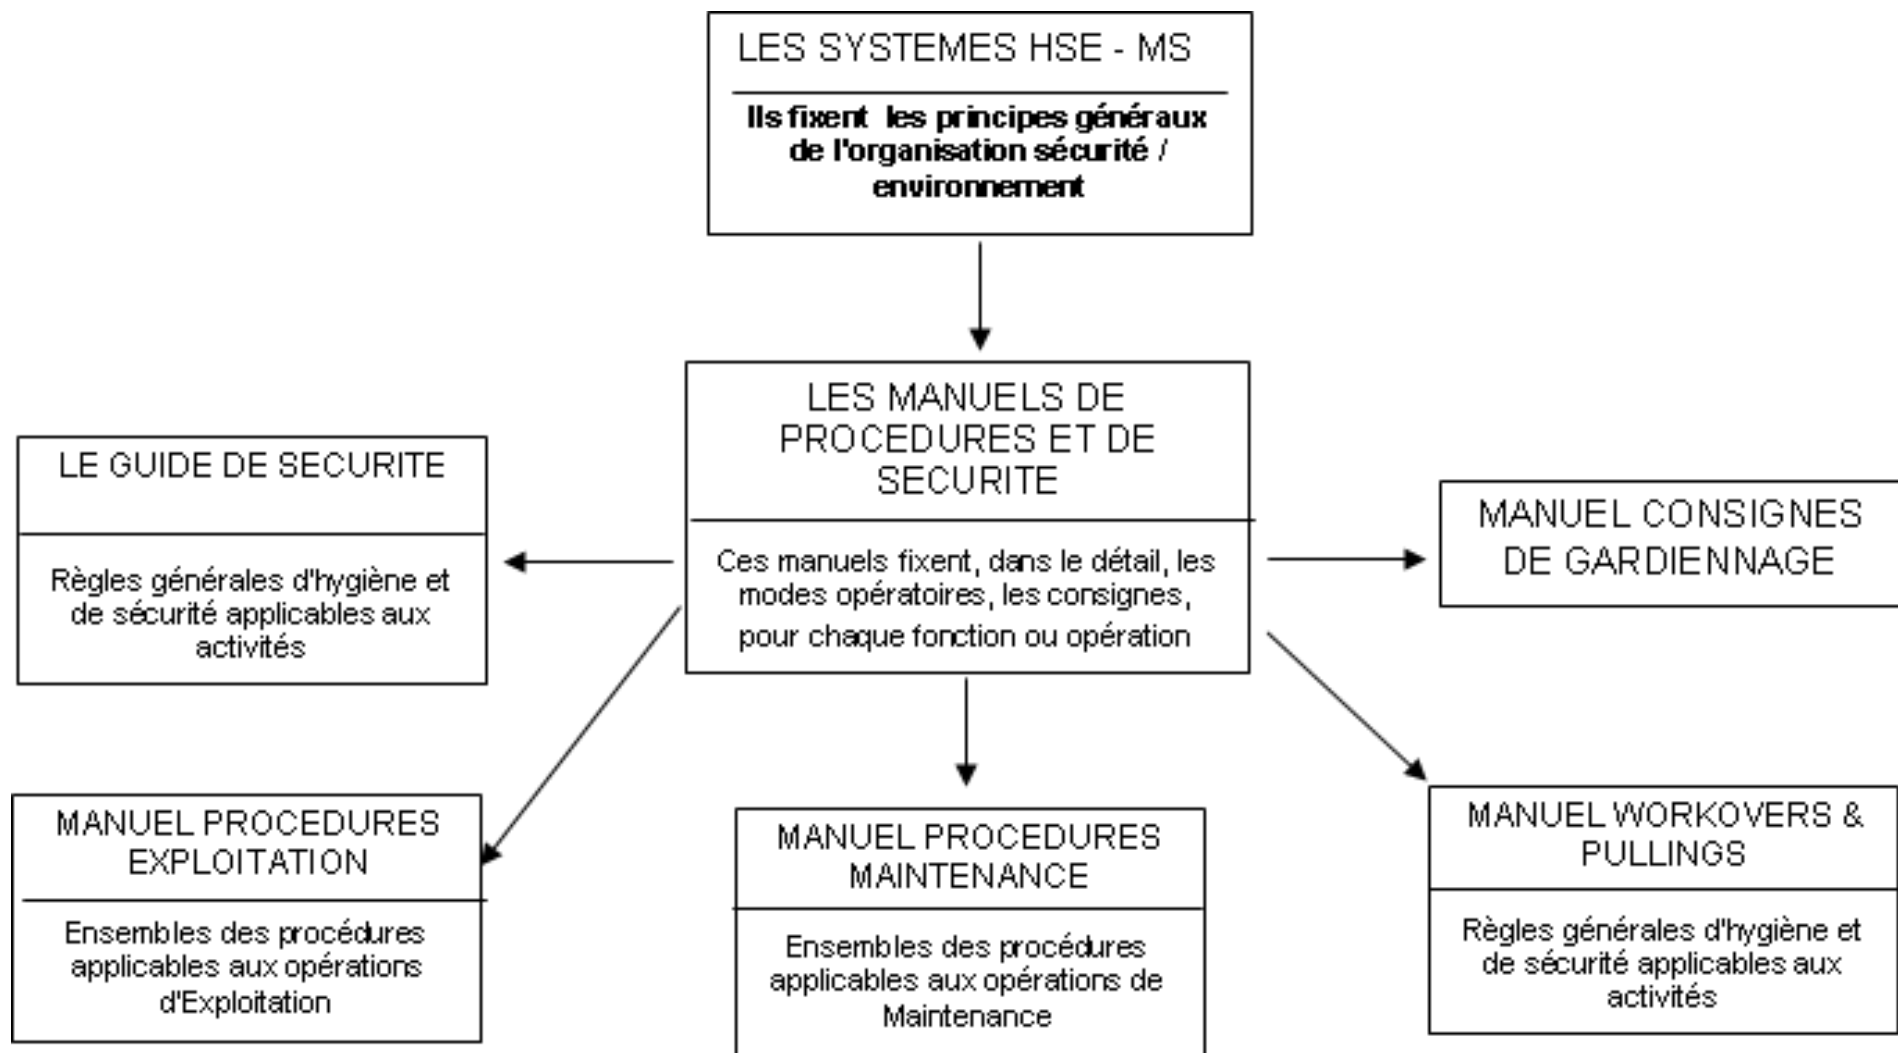 LES SYSTEMES HSE - MS
Ils fixent les principes généraux
de l'organisation sécurité /
environnement
LES MANUELS DE
PROCEDURES ET DE
SECURITE
Ces manuels fixent, dans le détail, les
modes opératoires, les consignes,
pour chaque fonction ou opération
LE GUIDE DE SECURITE
Règles générales d'hygiène et
de sécurité applicables aux
activités
MANUEL CONSIGNES
DE GARDIENNAGE
MANUEL PROCEDURES
EXPLOITATION
Ensembles des procédures
applicables aux opérations
d'Exploitation
MANUEL PROCEDURES
MAINTENANCE
Ensembles des procédures
applicables aux opérations de
Maintenance
MANUEL WORKOVERS &
PULLINGS
Règles générales d'hygiène et
de sécurité applicables aux
activités